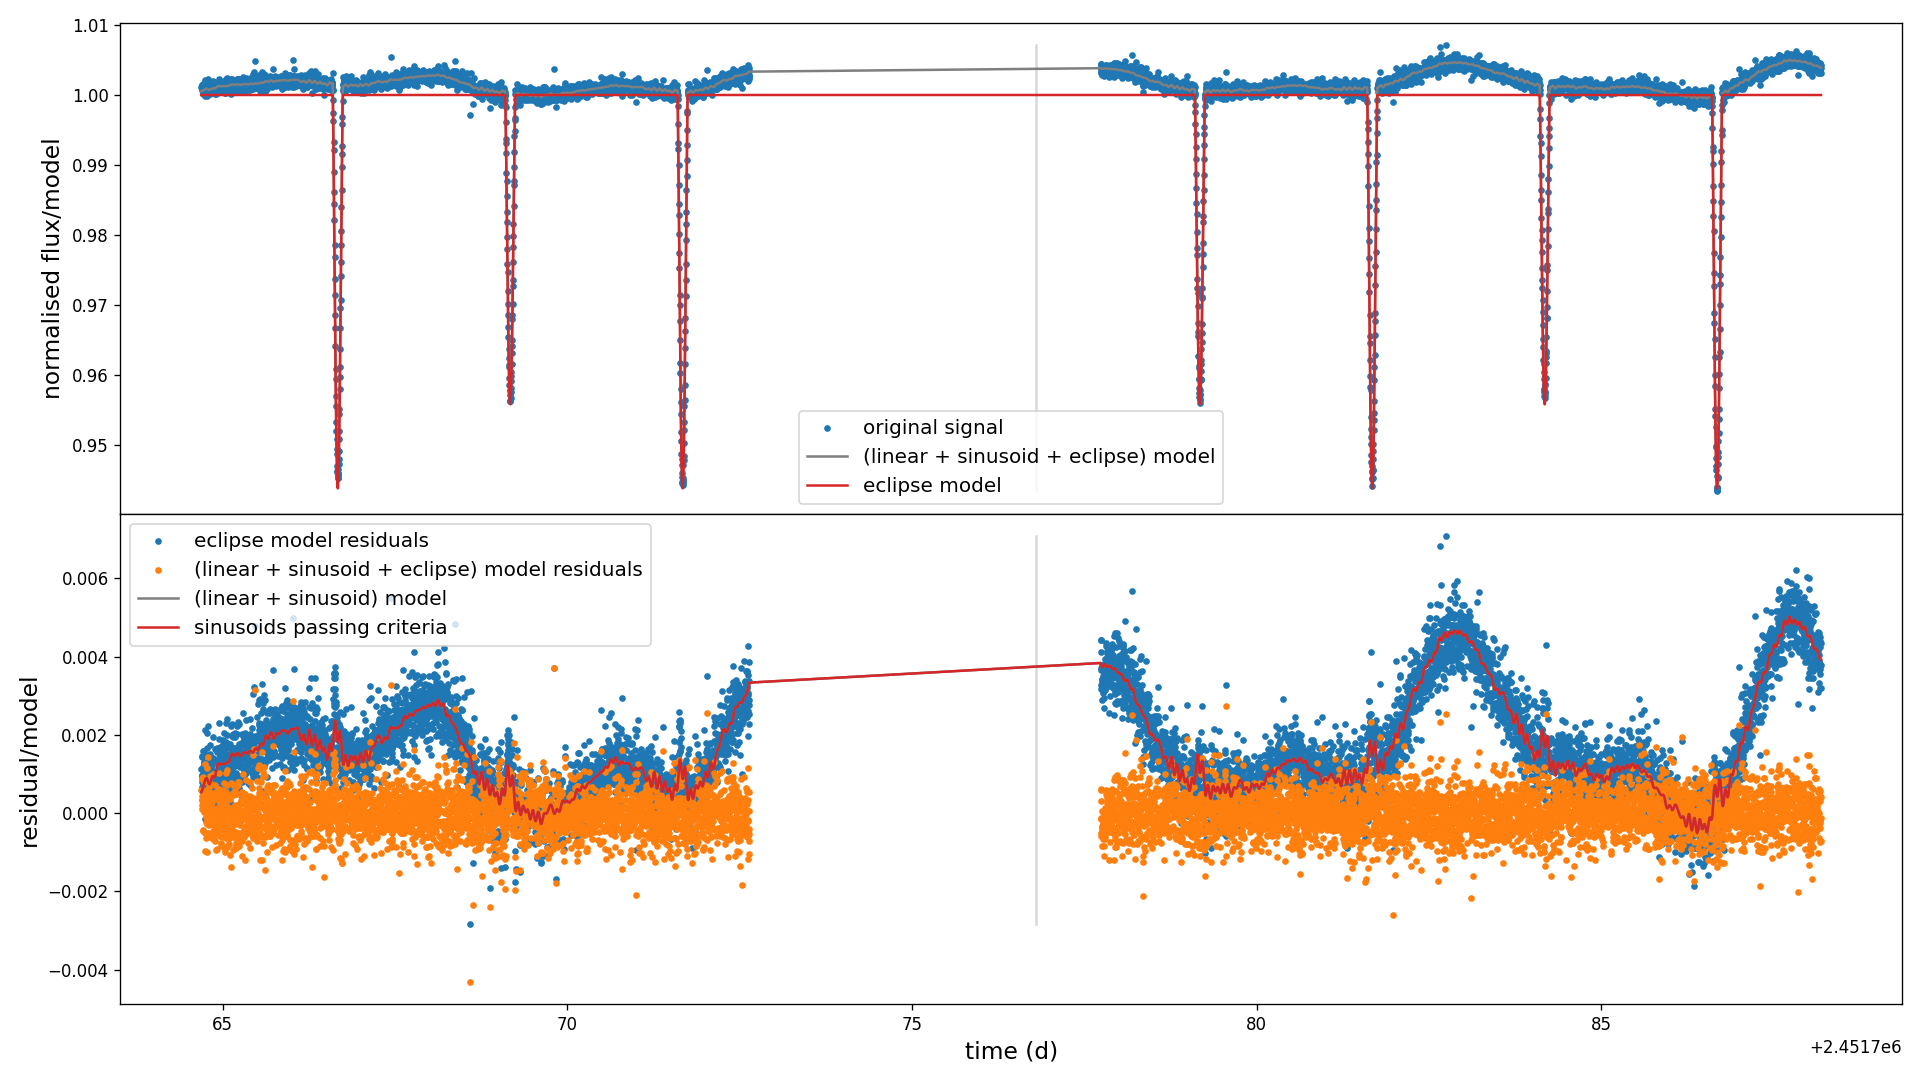 1.01
1.00
0.99
0.98
0.97
0.96
0.95
normalised flux/model
original signal
(linear + sinusoid + eclipse) model
eclipse model
eclipse model residuals
(linear + sinusoid + eclipse) model residuals
(linear + sinusoid) model
sinusoids passing criteria
0.006
0.004
0.002
0.000
−0.002
−0.004
residual/model
65
70
75
80
85
time (d)
+2.4517e6